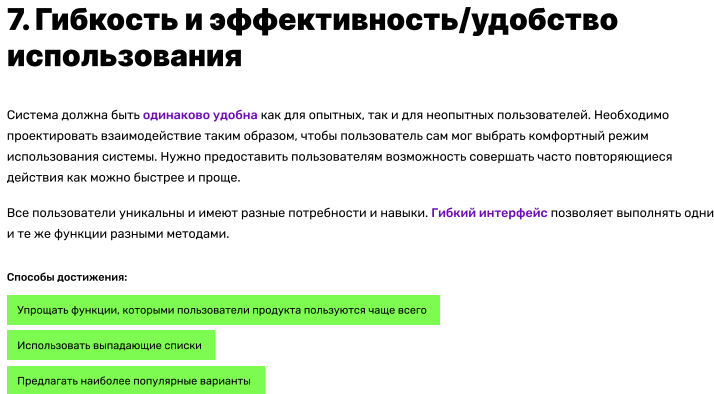 7. Гибкость и эффективность/удобство
использования
Система должна быть одинаково удобна как для опытных, так и для неопытных пользователей. Необходимо
проектировать взаимодействие таким образом, чтобы пользователь сам мог выбрать комфортный режим
использования системы. Нужно предоставить пользователям возможность совершать часто повторяющиеся
действия как можно быстрее и проще.
Все пользователи уникальны и имеют разные потребности и навыки. Гибкий интерфейс позволяет выполнять одни
и те же функции разными методами.
Способы достижения:
Упрощать функции, которыми пользователи продукта пользуются чаще всего
Использовать выпадающие списки
Предлагать наиболее популярные варианты